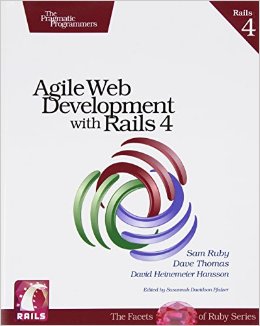 The
Pragmatic
Programmers
Rails
4
Agile Web
Development
with Rails 4
Sam Ruby
Dave Thomas
David Heinemeier Hansson
Edited by Susannah Davidson Pfalzer
RAILS
The Facets of Ruby Series